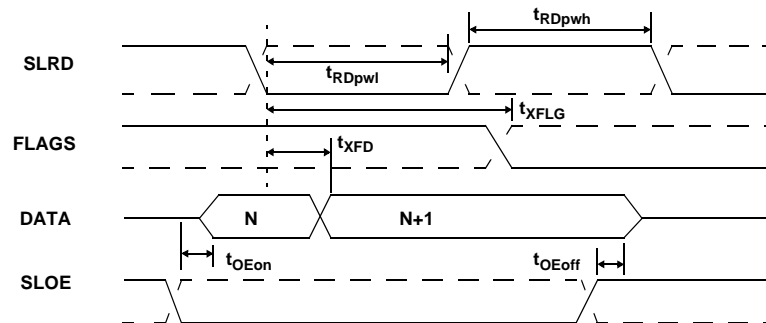 tRDpwh
SLRD
tRDpwl
tXFLG
FLAGS
tXFD
DATA
N
N+1
tOEon
tOEoff
SLOE